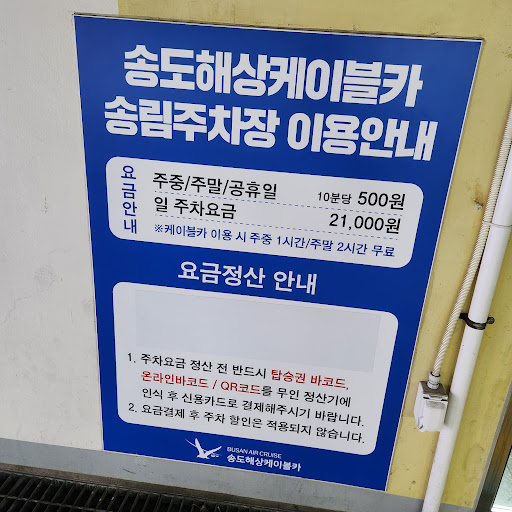 송도해상케이블카
송림주차장 이용안내
요금안내
주중/주말/공휴일 10분당 500원
일 주차요금 21,000원
※케이블카 이용 시 주중 1시간/주말 2시간 무료
요금정산 안내
1. 주차요금 정산 전 반드시 탑승권 바코드,
온라인바코드 / QR코드를 무인 정산기에
인식 후 신용카드로 결제해주시기 바랍니다.
2. 요금결제 후 주차 할인은 적용되지 않습니다.
BUSAN AIR CRUISE
송도해상케이블카